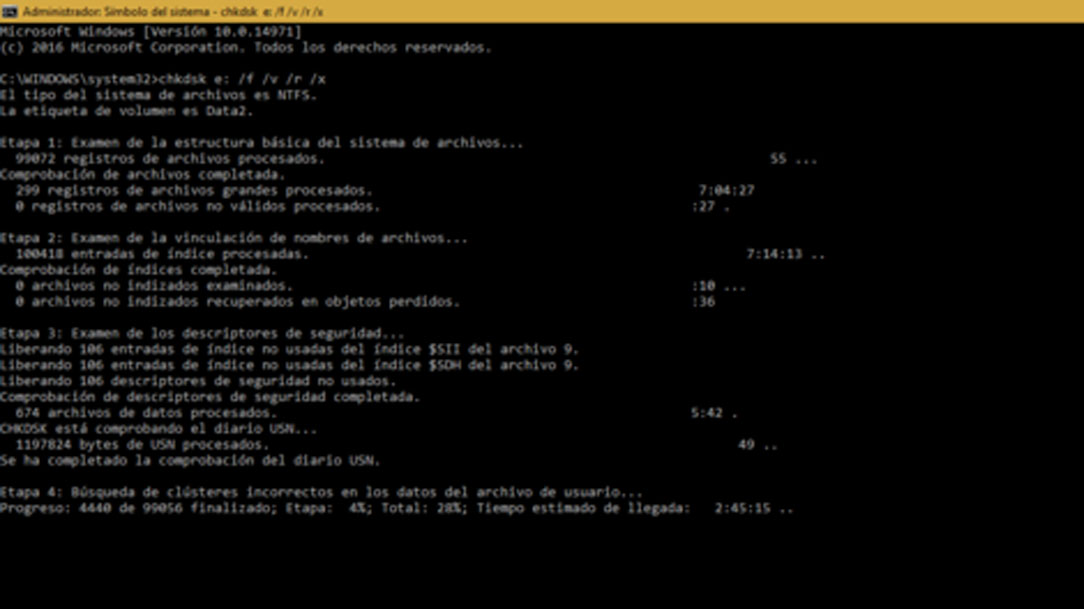 Administrador: Símbolo del sistema - chkdsk e: /f /v /r /x
Microsoft Windows [Versión 10.0.14971]
(c) 2016 Microsoft Corporation. Todos los derechos reservados.
C:\WINDOWS\system32>chkdsk e: /f /v /r /x
El tipo del sistema de archivos es NTFS.
La etiqueta de volumen es Data2.
Etapa 1: Examen de la estructura básica del sistema de archivos...
99072 registros de archivos procesados. 55 ...
Comprobación de archivos completada.
299 registros de archivos grandes procesados. 7:04:27
0 registros de archivos no válidos procesados. :27 .
Etapa 2: Examen de la vinculación de nombres de archivos...
100418 entradas de índice procesadas. 7:14:13 ..
Comprobación de índices completada.
0 archivos no indizados examinados. :10 ...
0 archivos no indizados recuperados en objetos perdidos. :36
Etapa 3: Examen de los descriptores de seguridad...
Liberando 106 entradas de índice no usadas del índice $SII del archivo 9.
Liberando 106 entradas de índice no usadas del índice $SDH del archivo 9.
Liberando 106 descriptores de seguridad no usados.
Comprobación de descriptores de seguridad completada.
674 archivos de datos procesados. 5:42 .
CHKDSK está comprobando el diario USN...
1197824 bytes de USN procesados. 49 ..
Se ha completado la comprobación del diario USN.
Etapa 4: Búsqueda de clústeres incorrectos en los datos del archivo de usuario...
Progreso: 4440 de 99056 finalizado; Etapa: 4%; Total: 28%; Tiempo estimado de llegada: 2:45:15 ..